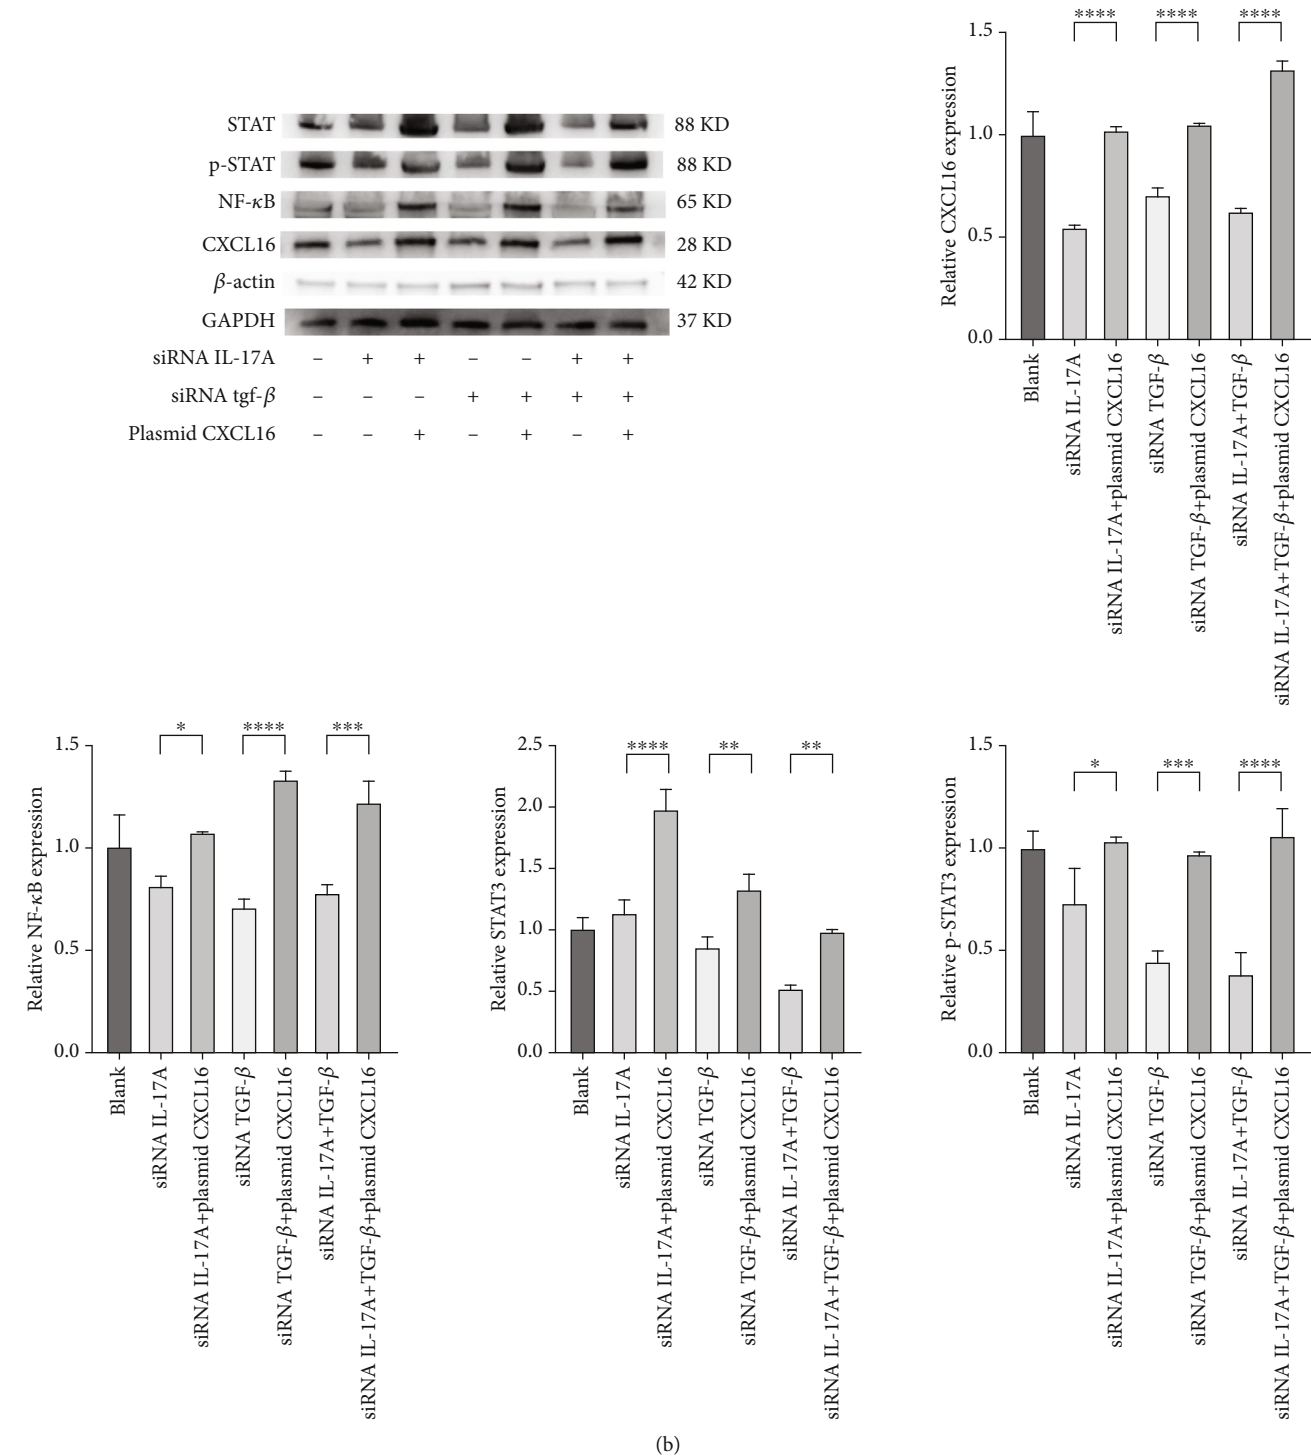 STAT 88 KD
p-STAT 88 KD
NF-κB 65 KD
CXCL16 28 KD
β-actin 42 KD
GAPDH 37 KD
siRNA IL-17A – + + – – + +
siRNA tgf-β – – – + + + +
Plasmid CXCL16 – – + – + – +
**** **** ****
Relative CXCL16 expression
1.5
1.0
0.5
0.0
Blank
siRNA IL-17A
siRNA IL-17A+plasmid CXCL16
siRNA TGF-β
siRNA TGF-β+plasmid CXCL16
siRNA IL-17A+TGF-β
siRNA IL-17A+TGF-β+plasmid CXCL16
* **** ***
Relative NF-κB expression
1.5
1.0
0.5
0.0
Blank
siRNA IL-17A
siRNA IL-17A+plasmid CXCL16
siRNA TGF-β
siRNA TGF-β+plasmid CXCL16
siRNA IL-17A+TGF-β
siRNA IL-17A+TGF-β+plasmid CXCL16
**** ** **
Relative STAT3 expression
2.5
2.0
1.5
1.0
0.5
0.0
Blank
siRNA IL-17A
siRNA IL-17A+plasmid CXCL16
siRNA TGF-β
siRNA TGF-β+plasmid CXCL16
siRNA IL-17A+TGF-β
siRNA IL-17A+TGF-β+plasmid CXCL16
* *** ****
Relative p-STAT3 expression
1.5
1.0
0.5
0.0
Blank
siRNA IL-17A
siRNA IL-17A+plasmid CXCL16
siRNA TGF-β
siRNA TGF-β+plasmid CXCL16
siRNA IL-17A+TGF-β
siRNA IL-17A+TGF-β+plasmid CXCL16
(b)